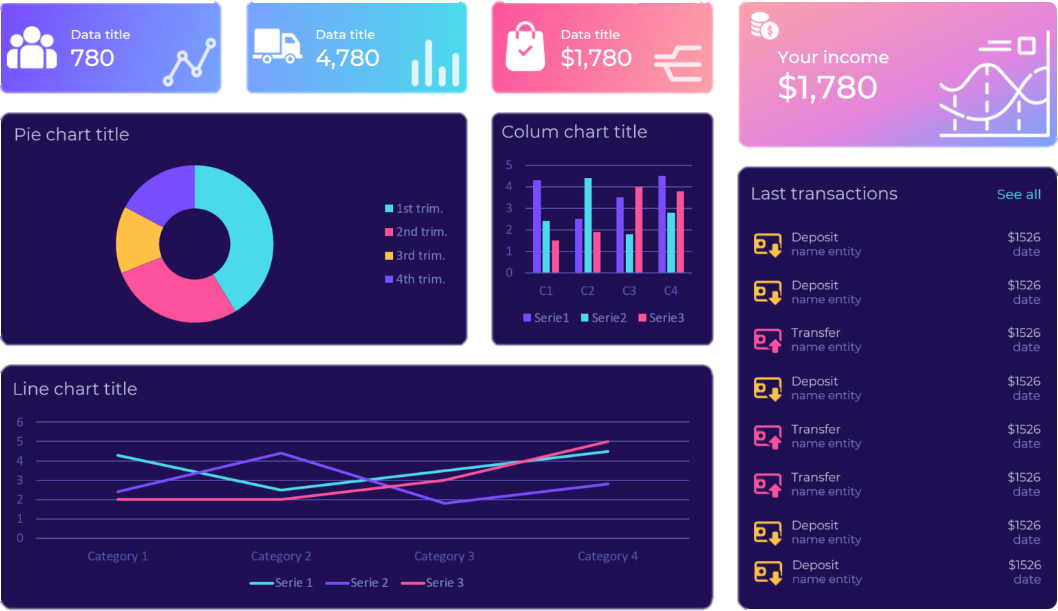 Data title
780
Data title
4,780
Data title
$1,780
Your income
$1,780
Pie chart title
1st trim.
2nd trim.
3rd trim.
4th trim.
Colum chart title
5
4
3
2
1
0
C1 C2 C3 C4
Serie1 Serie2 Serie3
Line chart title
6
5
4
3
2
1
0
Category 1 Category 2 Category 3 Category 4
Serie 1 Serie 2 Serie 3
Last transactions See all
Deposit $1526
name entity date
Deposit $1526
name entity date
Transfer $1526
name entity date
Deposit $1526
name entity date
Transfer $1526
name entity date
Transfer $1526
name entity date
Deposit $1526
name entity date
Deposit $1526
name entity date